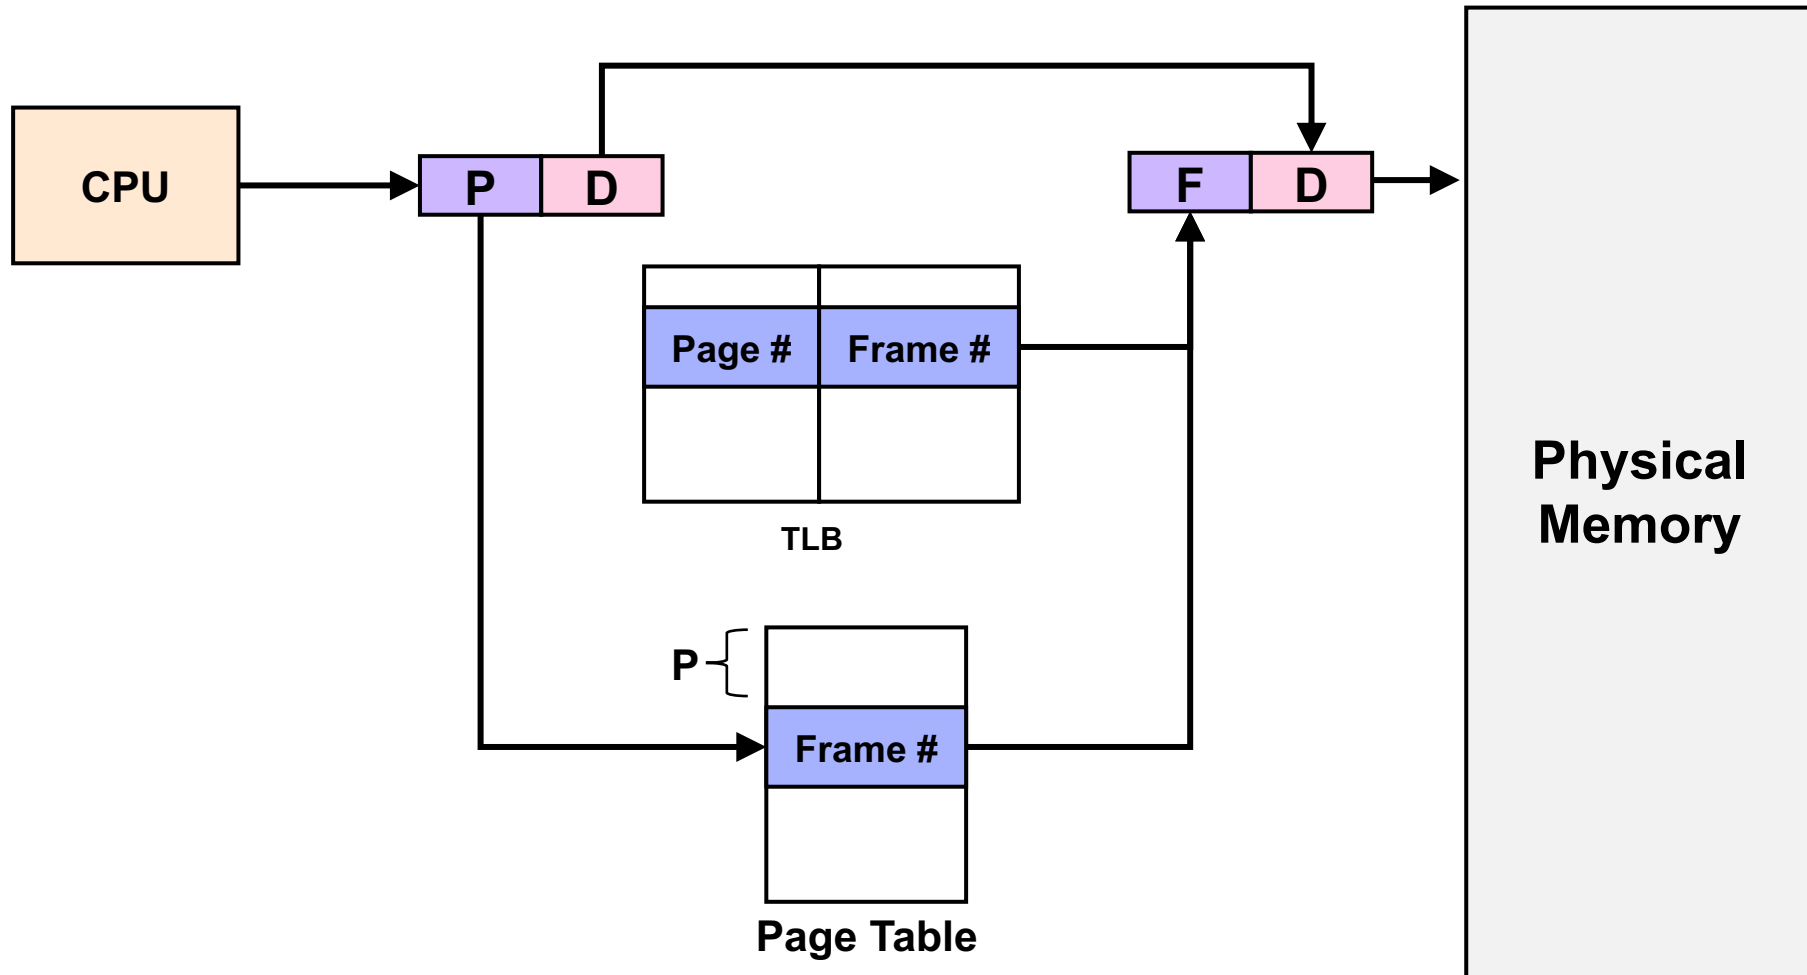 CPU
P
D
F
D
Page #
Frame #
TLB
Physical
Memory
P
Frame #
Page Table